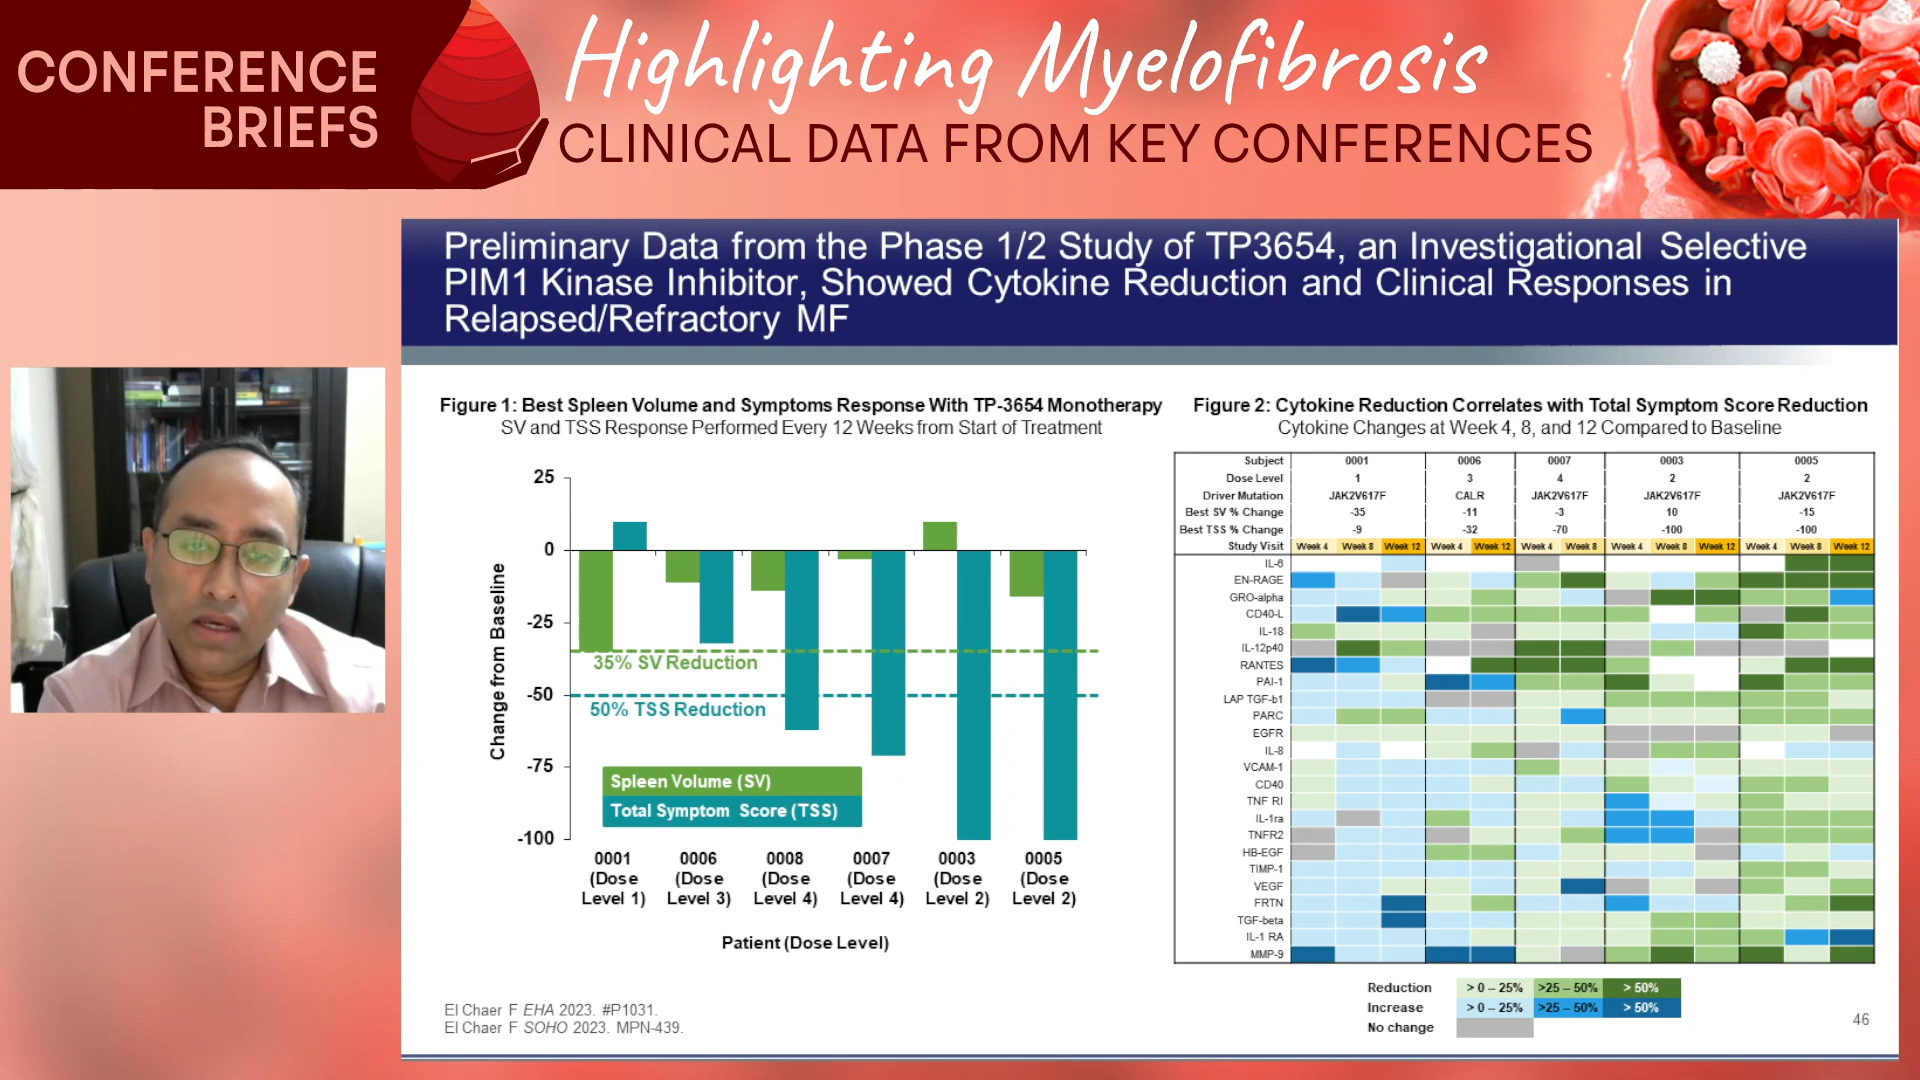 CONFERENCE
BRIEFS
Highlighting Myelofibrosis
CLINICAL DATA FROM KEY CONFERENCES
Preliminary Data from the Phase 1/2 Study of TP3654, an Investigational Selective
PIM1 Kinase Inhibitor, Showed Cytokine Reduction and Clinical Responses in
Relapsed/Refractory MF
Figure 1: Best Spleen Volume and Symptoms Response With TP-3654 Monotherapy
SV and TSS Response Performed Every 12 Weeks from Start of Treatment
25
0
-25
-50
-75
-100
Change from Baseline
35% SV Reduction
50% TSS Reduction
Spleen Volume (SV)
Total Symptom Score (TSS)
0001 0006 0008 0007 0003 0005
(Dose (Dose (Dose (Dose (Dose (Dose
Level 1) Level 3) Level 4) Level 4) Level 2) Level 2)
Patient (Dose Level)
Figure 2: Cytokine Reduction Correlates with Total Symptom Score Reduction
Cytokine Changes at Week 4, 8, and 12 Compared to Baseline
Subject 0001 0006 0007 0003 0005
Dose Level 1 3 4 2 2
Driver Mutation JAK2V617F CALR JAK2V617F JAK2V617F JAK2V617F
Best SV % Change -35 -11 -3 10 -15
Best TSS % Change -9 -32 -70 -100 -100
Study Visit Week 4 Week 8 Week 12 Week 4 Week 12 Week 4 Week 8 Week 4 Week 8 Week 12 Week 4 Week 8 Week 12
IL-6
EN-RAGE
GRO-alpha
CD40-L
IL-18
IL-12p40
RANTES
PAI-1
LAP TGF-b1
PARC
EGFR
IL-8
VCAM-1
CD40
TNF RI
IL-1ra
TNFR2
HB-EGF
TIMP-1
VEGF
FRTN
TGF-beta
IL-1 RA
MMP-9
Reduction > 0 – 25% >25 – 50% > 50%
Increase > 0 – 25% >25 – 50% > 50%
No change
El Chaer F EHA 2023. #P1031.
El Chaer F SOHO 2023. MPN-439.
46